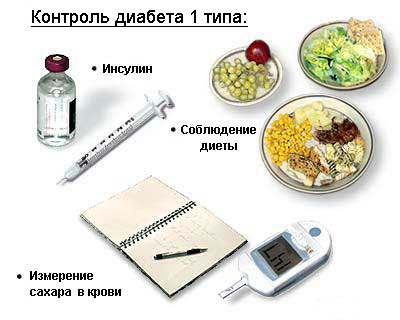 Контроль диабета 1 типа:
• Инсулин
• Соблюдение
диеты
• Измерение
сахара в крови